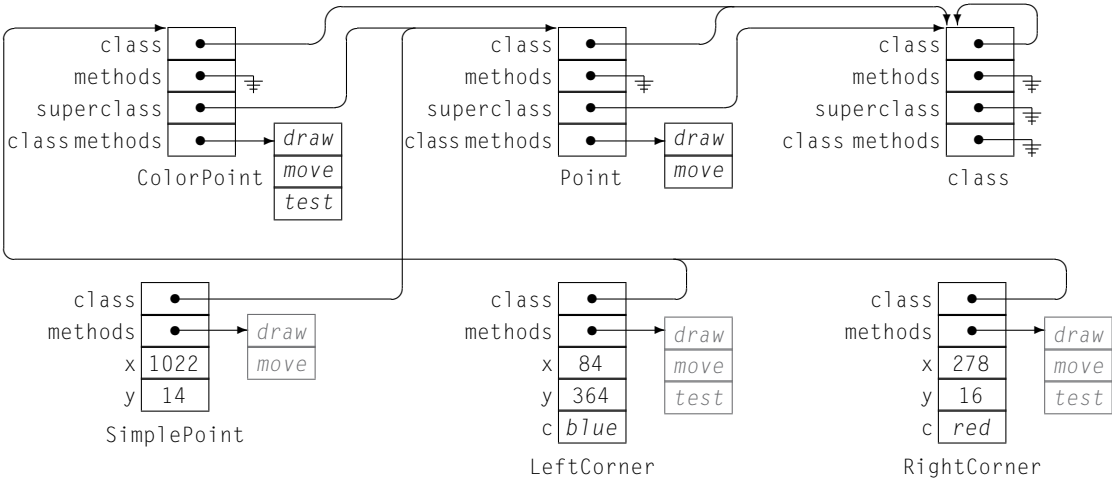 class class class
methods methods methods
superclass superclass superclass
class methods draw class methods draw class methods
ColorPoint move Point move class
test
class class class
methods draw methods draw methods draw
x 1022 move x 84 move x 278 move
y 14 y 364 test y 16 test
SimplePoint c blue c red
LeftCorner RightCorner